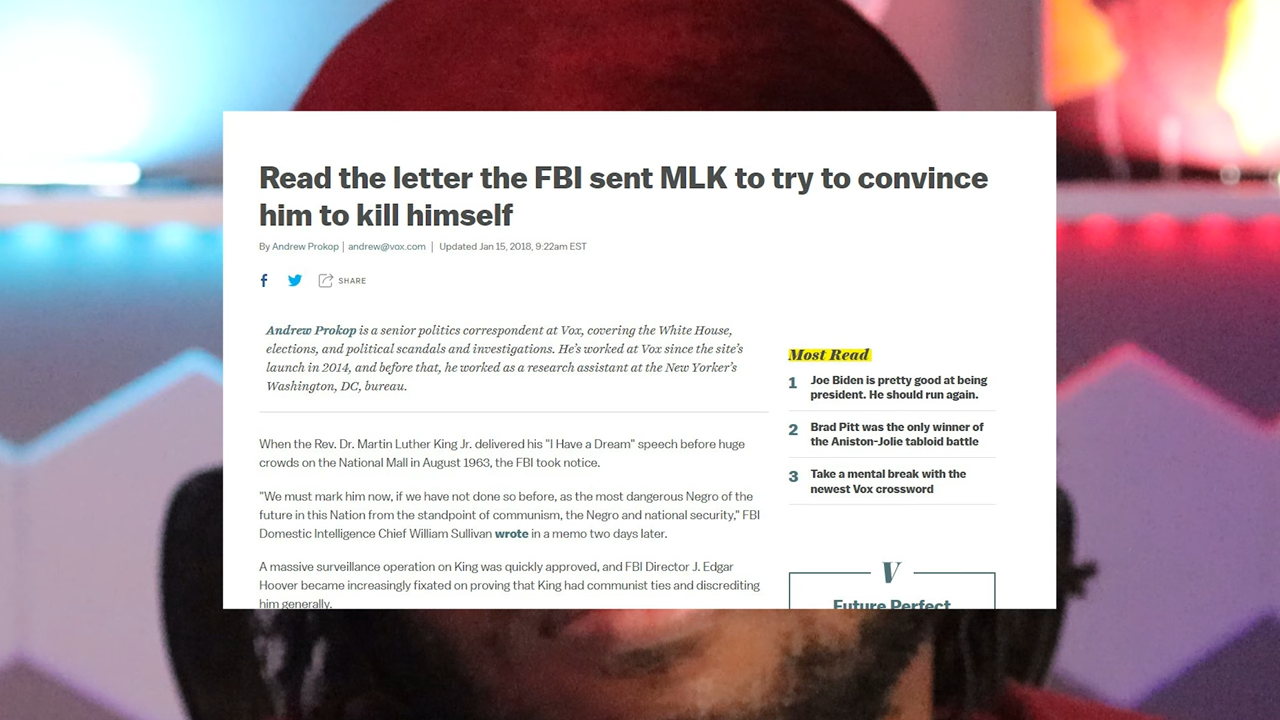 Read the letter the FBI sent MLK to try to convince
him to kill himself
By Andrew Prokop | andrew@vox.com | Updated Jan 15, 2018, 9:22am EST
f SHARE
Andrew Prokop is a senior politics correspondent at Vox, covering the White House,
elections, and political scandals and investigations. He's worked at Vox since the site's
launch in 2014, and before that, he worked as a research assistant at the New Yorker's
Washington, DC, bureau.
When the Rev. Dr. Martin Luther King Jr. delivered his "I Have a Dream" speech before huge
crowds on the National Mall in August 1963, the FBI took notice.
"We must mark him now, if we have not done so before, as the most dangerous Negro of the
future in this Nation from the standpoint of communism, the Negro and national security," FBI
Domestic Intelligence Chief William Sullivan wrote in a memo two days later.
A massive surveillance operation on King was quickly approved, and FBI Director J. Edgar
Hoover became increasingly fixated on proving that King had communist ties and discrediting
him generally.
Most Read
1 Joe Biden is pretty good at being
president. He should run again.
2 Brad Pitt was the only winner of
the Aniston-Jolie tabloid battle
3 Take a mental break with the
newest Vox crossword
V
Future Perfect